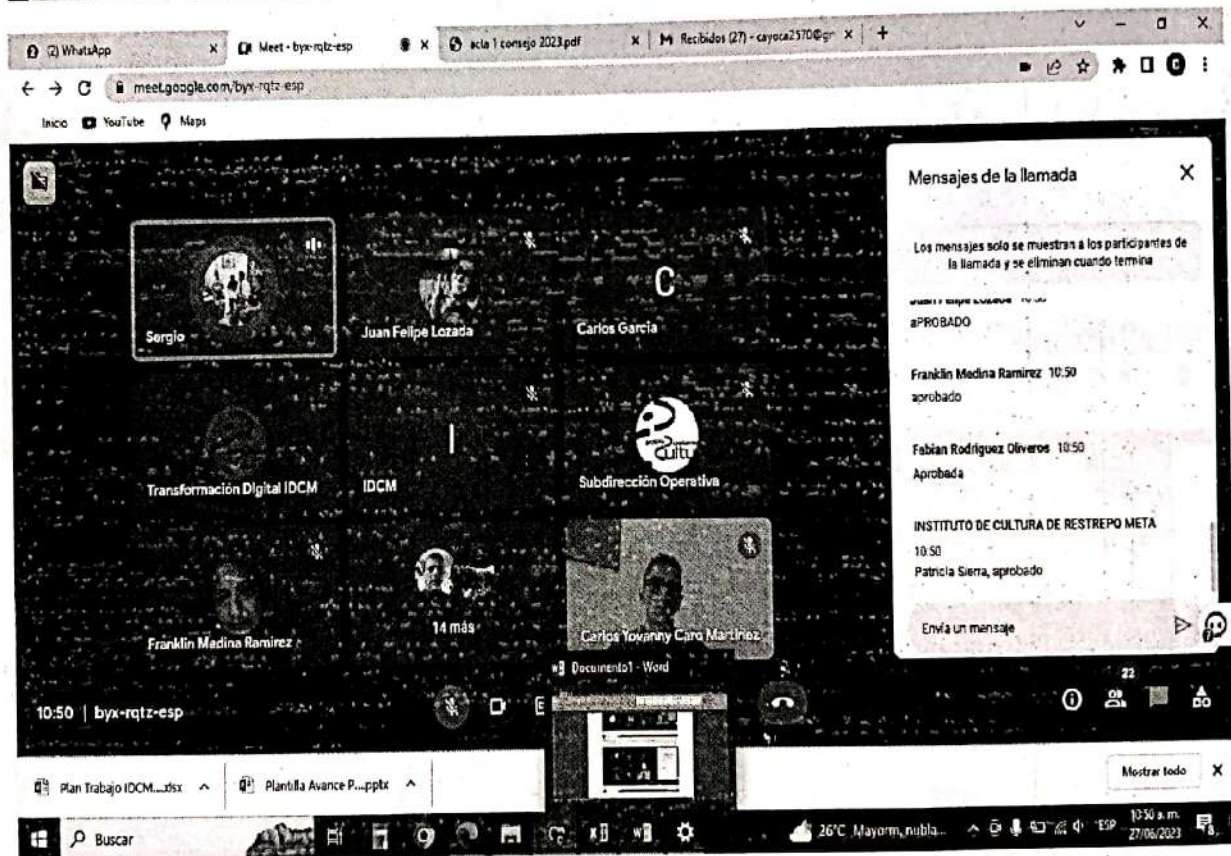 (2) WhatsApp
Meet - byx-rqtz-esp
acta 1 consejo 2023.pdf
Recibidos (27) - cayoca2570@gr
meet.google.com/byx-rqtz-esp
Inicio YouTube Maps
Mensajes de la llamada
Los mensajes solo se muestran a los participantes de
la llamada y se eliminan cuando termina
Juan Felipe Lozada
aPROBADO
Franklin Medina Ramirez 10:50
aprobado
Fabian Rodriguez Oliveros 10:50
Aprobada
INSTITUTO DE CULTURA DE RESTREPO META
10:50
Patricia Sierra, aprobado
Envía un mensaje
Sergio
Juan Felipe Lozada
C
Carlos Garcia
Transformación Digital IDCM
I
IDCM
Subdirección Operativa
Franklin Medina Ramirez
14 más
Carlos Yovanny Caro Martinez
Documento1 - Word
22
10:50 | byx-rqtz-esp
Plan Trabajo IDCM....xlsx
Plantilla Avance P....pptx
Mostrar todo
Buscar
26°C Mayorm. nubla...
ESP
10:50 a.m.
27/06/2023